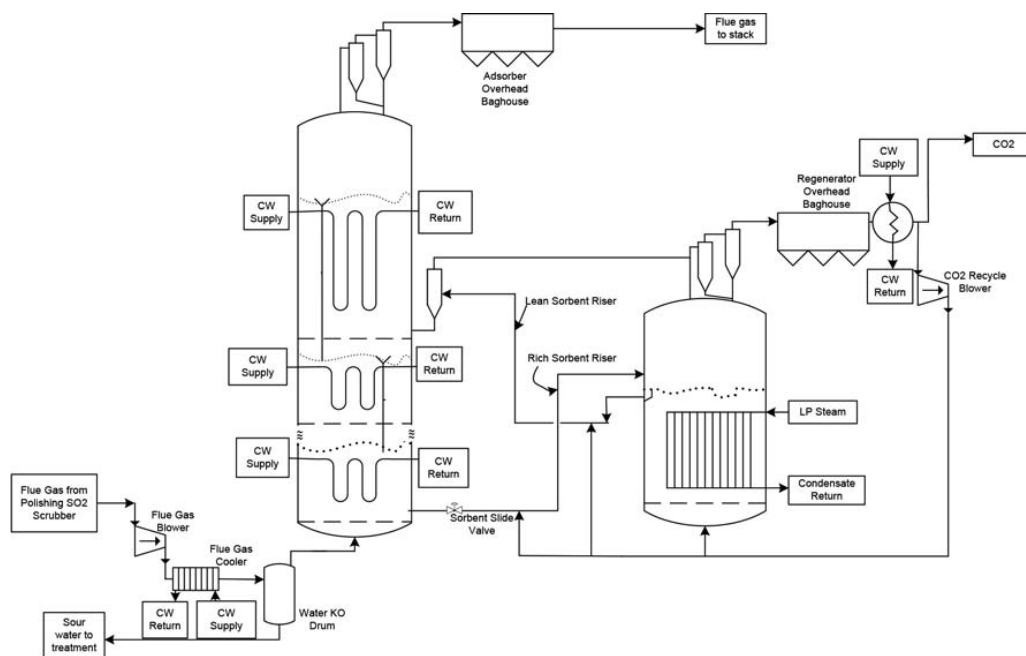 Flue gas
to stack
Adsorber
Overhead
Baghouse
CW
Supply
CO2
Regenerator
Overhead
Baghouse
CW
Supply
CW
Return
CW
Return
CO2 Recycle
Blower
Lean Sorbent Riser
Rich Sorbent Riser
CW
Supply
CW
Return
LP Steam
CW
Supply
CW
Return
Condensate
Return
Flue Gas from
Polishing SO2
Scrubber
Flue Gas
Blower
Sorbent Slide
Valve
Flue Gas
Cooler
CW
Return
CW
Supply
Water KO
Drum
Sour
water to
treatment